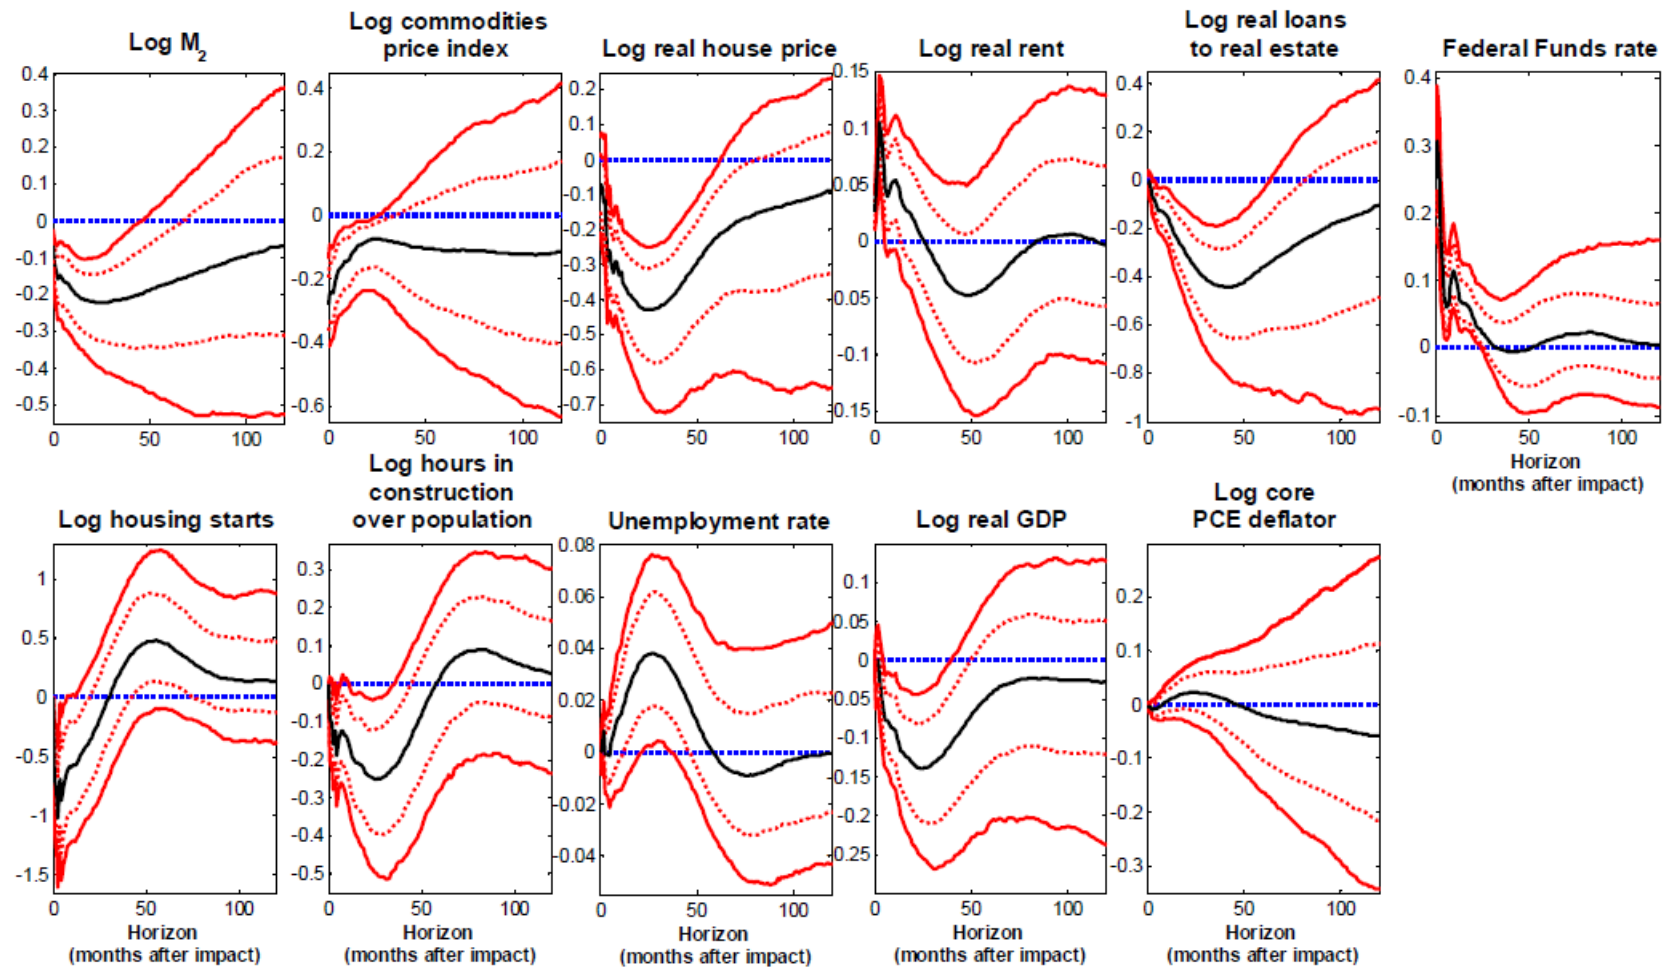 Log M2
Log commodities
price index
Log real house price
Log real rent
Log real loans
to real estate
Federal Funds rate
0.4
0.3
0.2
0.1
0
-0.1
-0.2
-0.3
-0.4
-0.5
0 50 100
0.4
0.2
0
-0.2
-0.4
-0.6
0 50 100
0.2
0.1
0
-0.1
-0.2
-0.3
-0.4
-0.5
-0.6
-0.7
0 50 100
0.15
0.1
0.05
0
-0.05
-0.1
0.15
0 50 100
0.4
0.2
0
-0.2
-0.4
-0.6
-0.8
-1
0 50 100
0.4
0.3
0.2
0.1
0
-0.1
0 50 100
Horizon
(months after impact)
Log housing starts
Log hours in
construction
over population
Unemployment rate
Log real GDP
Log core
PCE deflator
1
0.5
0
-0.5
-1
-1.5
0 50 100
Horizon
(months after impact)
0.3
0.2
0.1
0
-0.1
-0.2
-0.3
-0.4
-0.5
0 50 100
Horizon
(months after impact)
0.08
0.06
0.04
0.02
0
-0.02
-0.04
0 50 100
Horizon
(months after impact)
0.1
0.05
0
-0.05
-0.1
-0.15
-0.2
0.25
0 50 100
Horizon
(months after impact)
0.2
0.1
0
-0.1
-0.2
-0.3
0 50 100
Horizon
(months after impact)